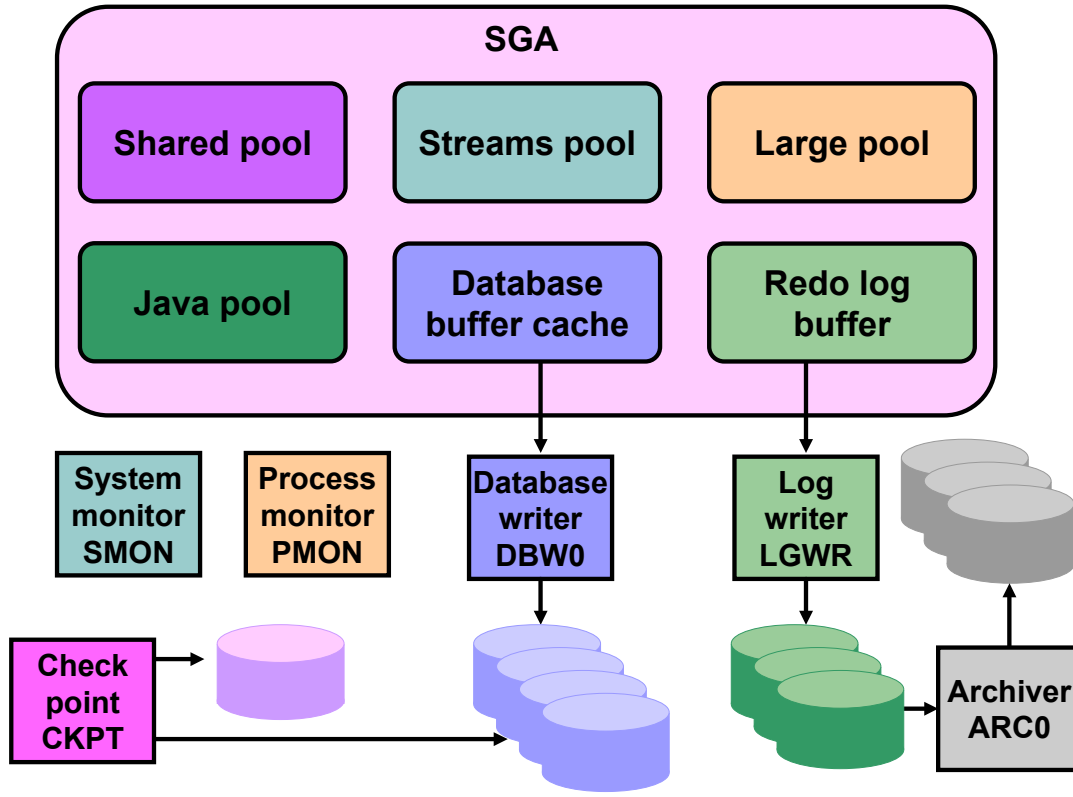 SGA
Shared pool
Streams pool
Large pool
Java pool
Database
buffer cache
Redo log
buffer
System
monitor
SMON
Process
monitor
PMON
Database
writer
DBW0
Log
writer
LGWR
Check
point
CKPT
Archiver
ARC0